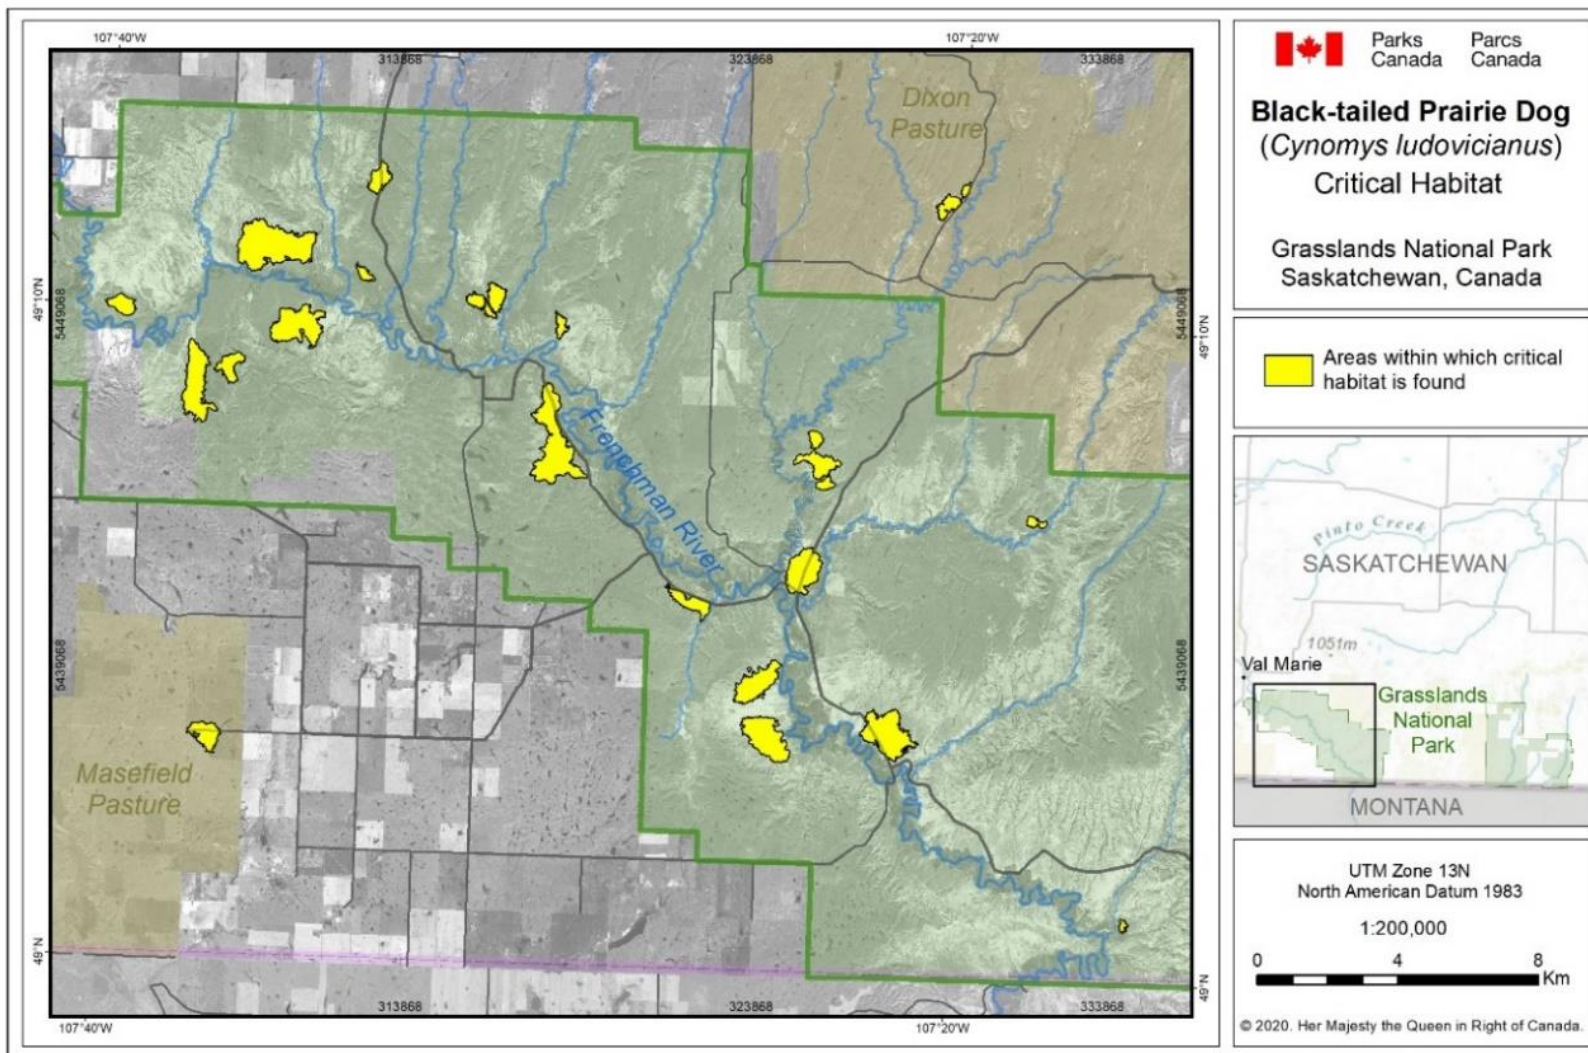 107°40'W
107°20'W
313868
323868
333868
Dixon
Pasture
49°10'N
5449068
5449068
49°10'N
Frenchman River
5439068
5439068
Masefield
Pasture
49°N
49°N
313868
323868
333868
107°40'W
107°20'W
Parks Canada
Parcs Canada
Black-tailed Prairie Dog
(Cynomys ludovicianus)
Critical Habitat
Grasslands National Park
Saskatchewan, Canada
Areas within which critical
habitat is found
Pinto Creek
SASKATCHEWAN
1051m
Val Marie
Grasslands
National
Park
MONTANA
UTM Zone 13N
North American Datum 1983
1:200,000
0 4 8
Km
© 2020. Her Majesty the Queen in Right of Canada.